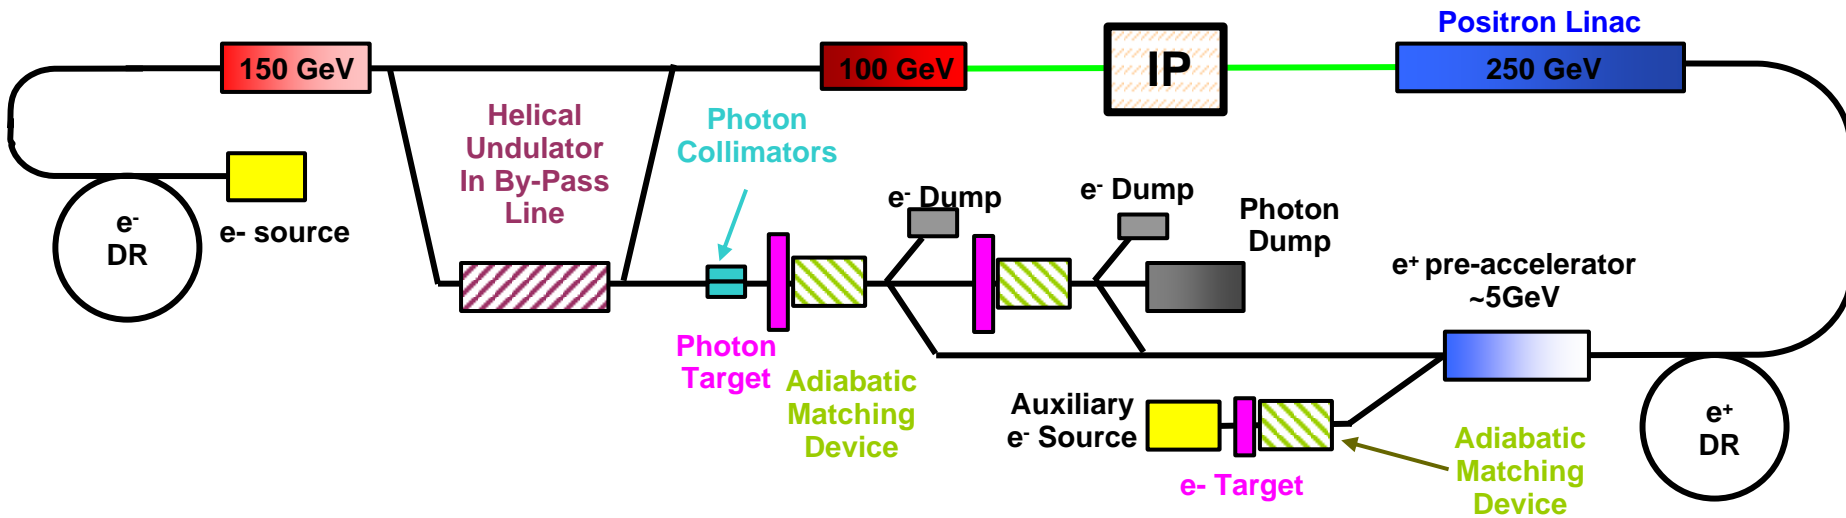 Positron Linac
150 GeV
100 GeV
IP
250 GeV
Helical
Undulator
In By-Pass
Line
Photon
Collimators
e- source
e⁻
DR
e⁻ Dump
e⁻ Dump
Photon
Dump
e⁺ pre-accelerator
~5GeV
Photon
Target
Adiabatic
Matching
Device
Auxiliary
e⁻ Source
e- Target
Adiabatic
Matching
Device
e⁺
DR